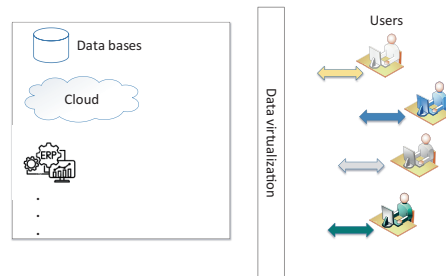 Users
Data bases
Cloud
ERP
Data virtualization